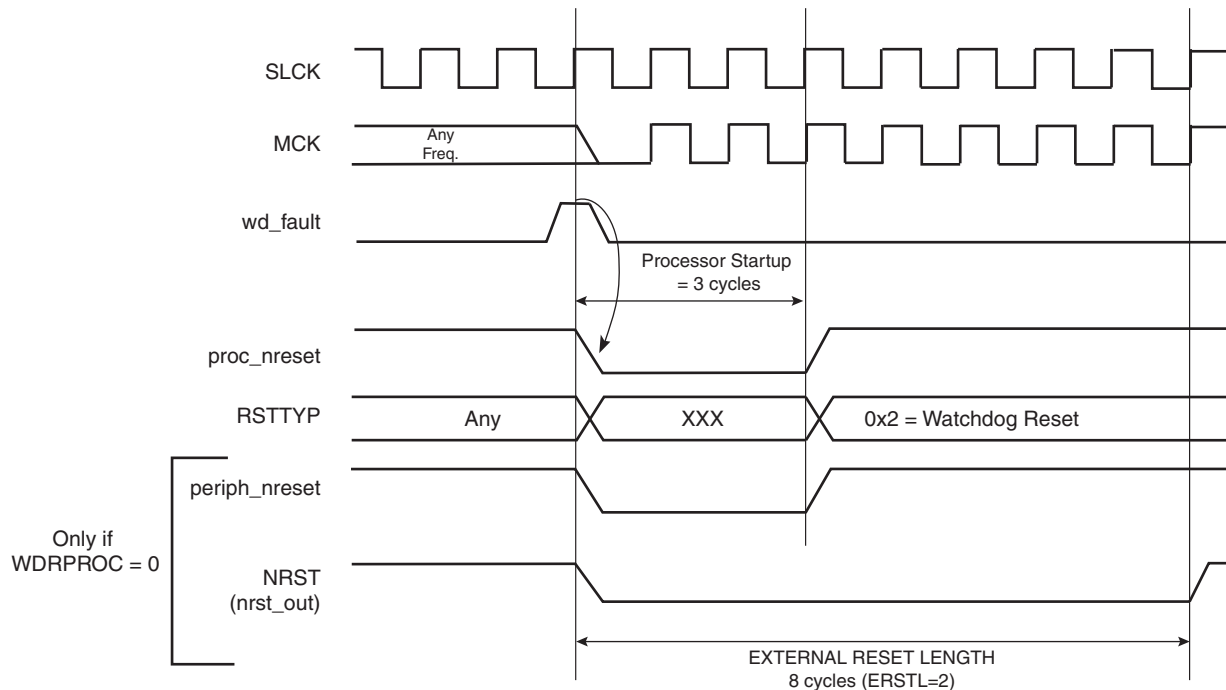 SLCK
MCK
Any
Freq.
wd_fault
Processor Startup
= 3 cycles
proc_nreset
RSTTYP
Any
XXX
0x2 = Watchdog Reset
periph_nreset
Only if
WDRPROC = 0
NRST
(nrst_out)
EXTERNAL RESET LENGTH
8 cycles (ERSTL=2)